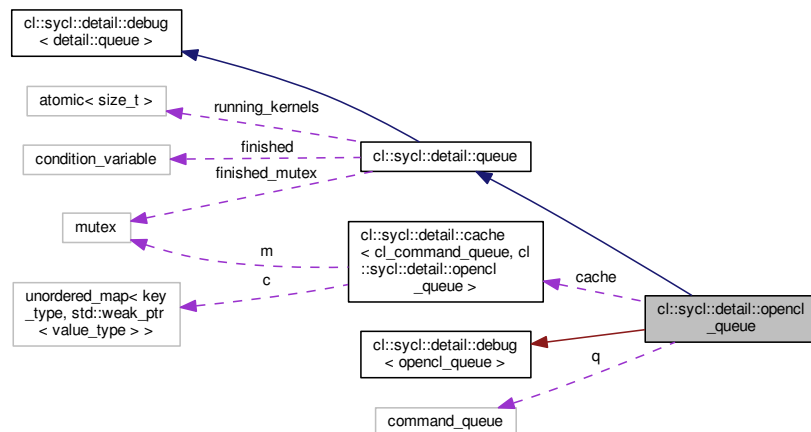 cl::sycl::detail::debug
< detail::queue >
atomic< size_t >
running_kernels
condition_variable
finished
cl::sycl::detail::queue
finished_mutex
mutex
cl::sycl::detail::cache
< cl_command_queue, cl
::sycl::detail::opencl
_queue >
m
c
cache
unordered_map< key
_type, std::weak_ptr
< value_type > >
cl::sycl::detail::opencl
_queue
cl::sycl::detail::debug
< opencl_queue >
q
command_queue